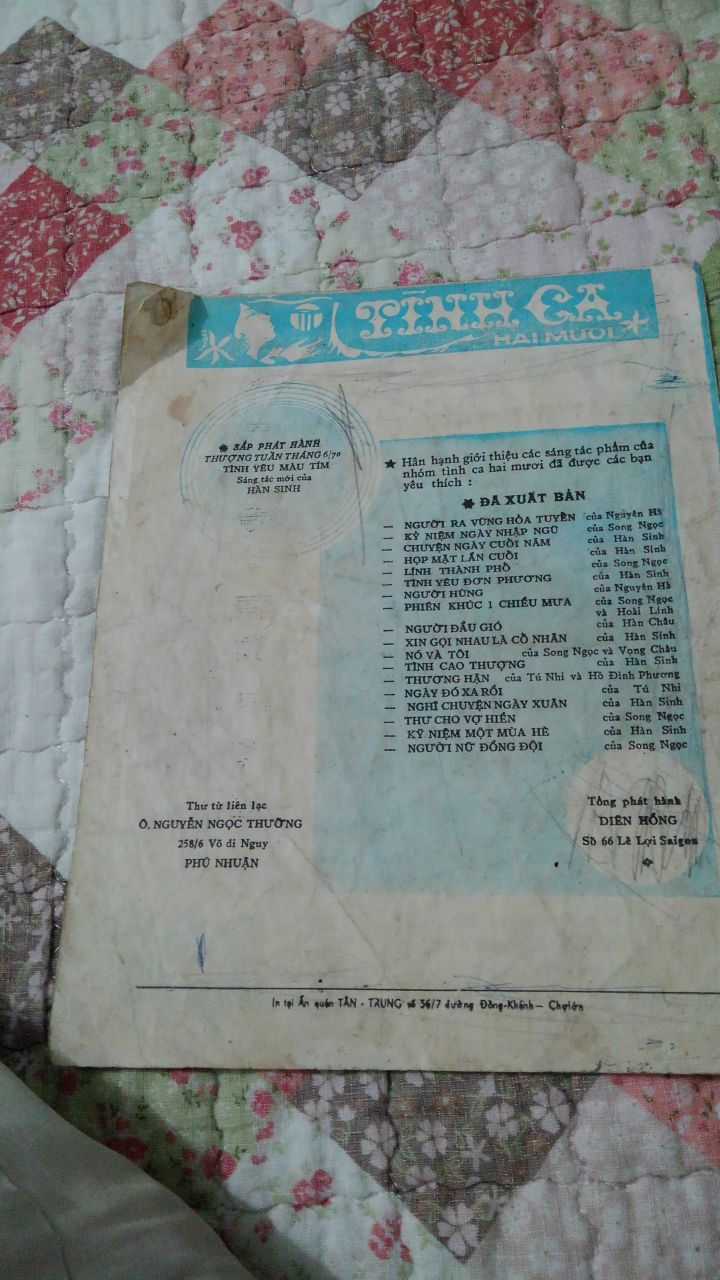 TÌNH CA
HAI MƯƠI
SẮP PHÁT HÀNH
THƯỢNG TUẦN THÁNG 6/70
TÌNH YÊU MÀU TÍM
Sáng tác mới của
HÀN SINH
Hân hạnh giới thiệu các sáng tác phẩm của
nhóm tình ca hai mươi đã được các bạn
yêu thích :
ĐÃ XUẤT BẢN
— NGƯỜI RA VÙNG HỎA TUYẾN của Nguyên Hà
— KỶ NIỆM NGÀY NHẬP NGŨ của Song Ngọc
— CHUYỆN NGÀY CUỐI NĂM của Hàn Sinh
— HỌP MẶT LẦN CUỐI của Hàn Sinh
— LÍNH THÀNH PHỐ của Song Ngọc
— TÌNH YÊU ĐƠN PHƯƠNG của Hàn Sinh
— NGƯỜI HÙNG của Nguyên Hà
— PHIÊN KHÚC 1 CHIỀU MƯA của Song Ngọc
và Hoài Linh
— NGƯỜI ĐẦU GIÓ của Hàn Châu
— XIN GỌI NHAU LÀ CỐ NHÂN của Hàn Sinh
— NÓ VÀ TÔI của Song Ngọc và Vọng Châu
— TÌNH CAO THƯỢNG của Hàn Sinh
— THƯƠNG HẬN của Tú Nhi và Hồ Đình Phương
— NGÀY ĐÓ XA RỒI của Tú Nhi
— NGHĨ CHUYỆN NGÀY XUÂN của Hàn Sinh
— THƯ CHO VỢ HIỀN của Song Ngọc
— KỶ NIỆM MỘT MÙA HÈ của Hàn Sinh
— NGƯỜI NỮ ĐỒNG ĐỘI của Song Ngọc
Thư từ liên lạc
Ô. NGUYỄN NGỌC THƯỜNG
258/6 Võ di Nguy
PHÚ NHUẬN
Tổng phát hành
DIÊN HỒNG
Số 66 Lê Lợi Saigon
In tại Ấn quán TÂN - TRUNG số 36/7 đường Đồng-Khánh — Chợlớn